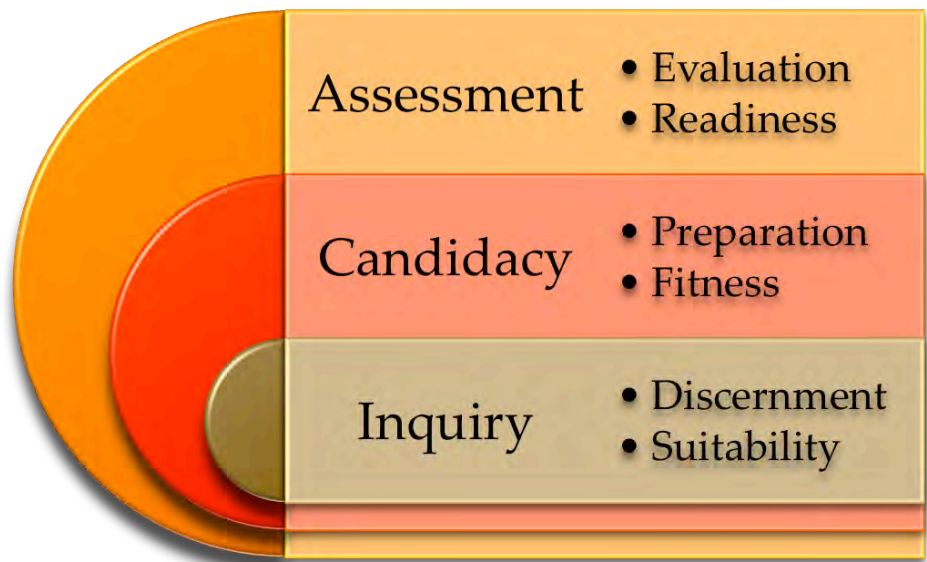 Assessment
• Evaluation
• Readiness
Candidacy
• Preparation
• Fitness
Inquiry
• Discernment
• Suitability